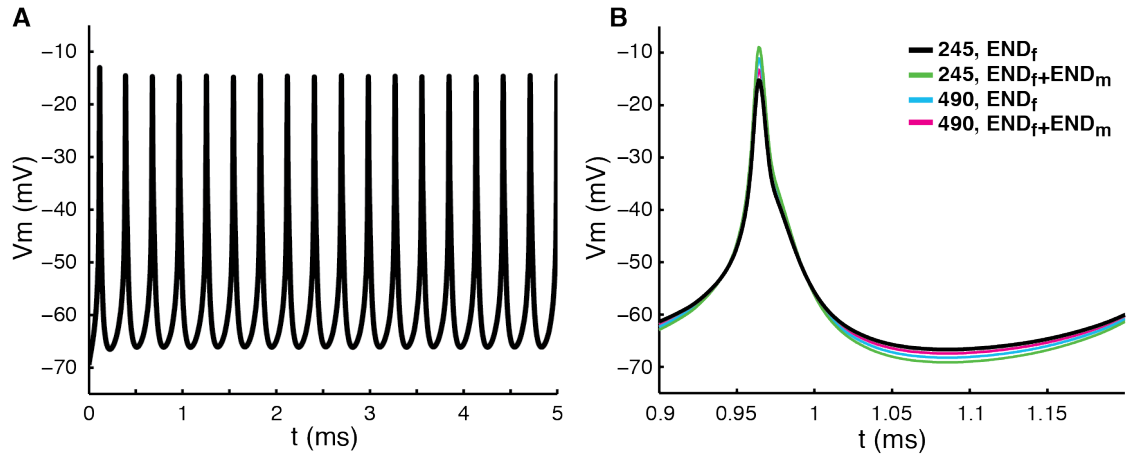 A
Vm (mV)
−10
−20
−30
−40
−50
−60
−70
0
1
2
3
4
5
t (ms)
B
Vm (mV)
−10
−20
−30
−40
−50
−60
−70
0.9
0.95
1
1.05
1.1
1.15
t (ms)
245, ENDf
245, ENDf+ENDm
490, ENDf
490, ENDf+ENDm